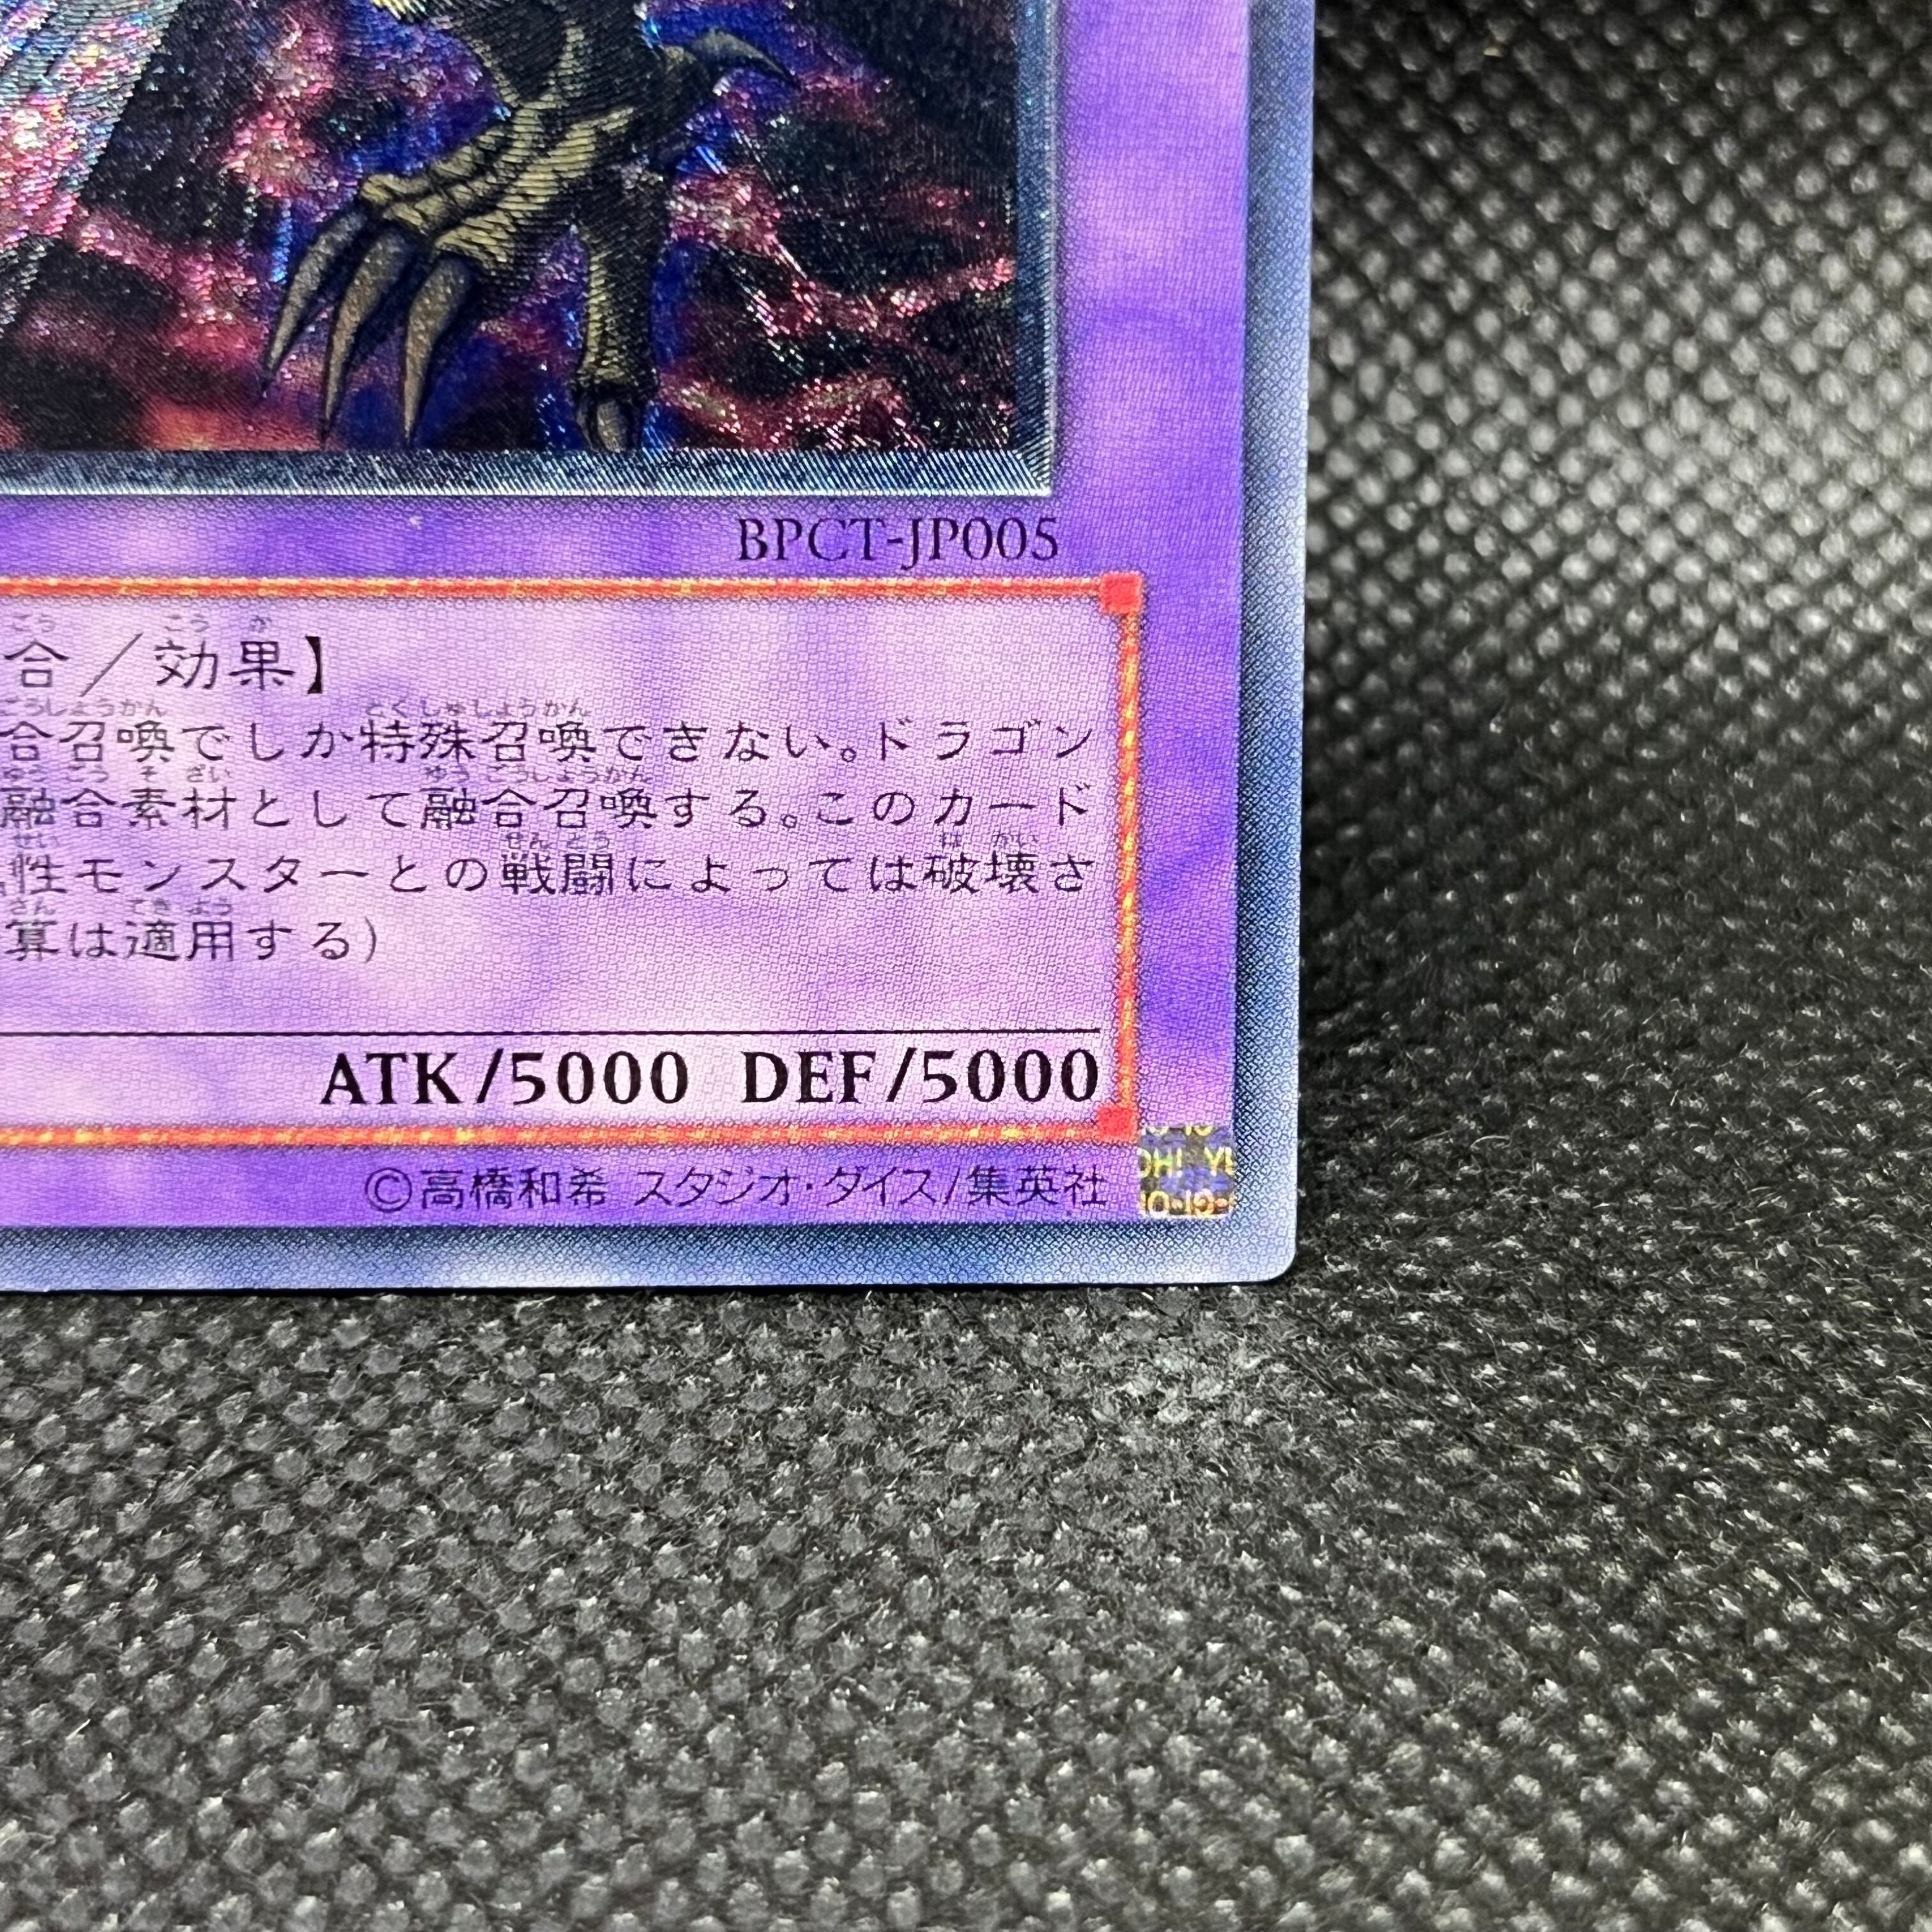 BPCT-JP005
合／効果】
合召喚でしか特殊召喚できない。ドラゴン
融合素材として融合召喚する。このカード
性モンスターとの戦闘によっては破壊さ
算は適用する)
ATK/5000 DEF/5000
©高橋和希 スタジオ・ダイス/集英社